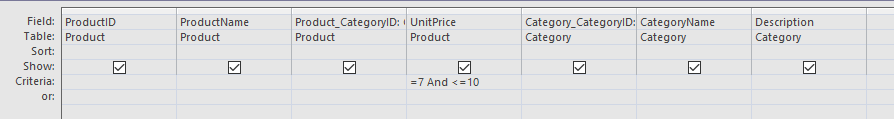 Field: ProductID ProductName Product_CategoryID: UnitPrice Category_CategoryID: CategoryName Description
Table: Product Product Product Product Category Category Category
Sort:
Show:
Criteria: =7 And <=10
or: